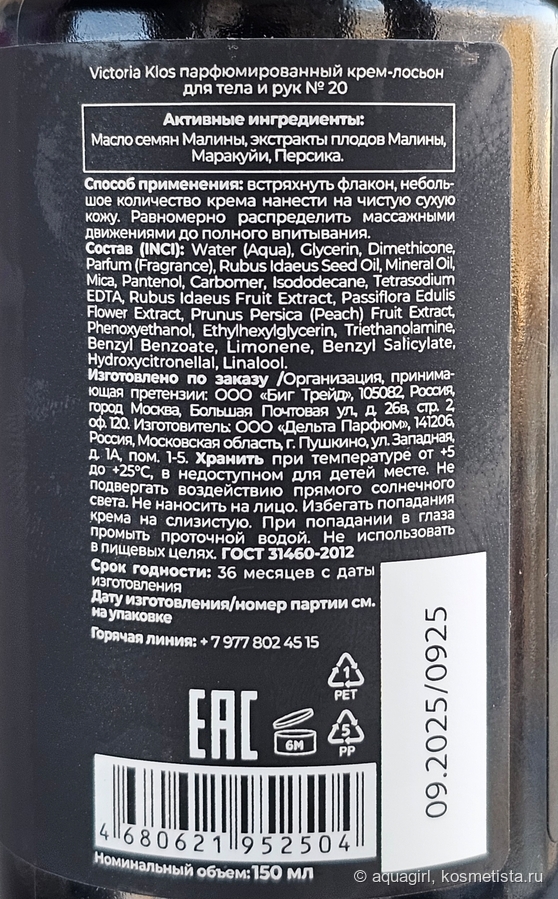 Victoria Klos парфюмированный крем-лосьон
для тела и рук № 20
Активные ингредиенты:
Масло семян Малины, экстракты плодов Малины,
Маракуйи, Персика.
Способ применения: встряхнуть флакон, неболь-
шое количество крема нанести на чистую сухую
кожу. Равномерно распределить массажными
движениями до полного впитывания.
Состав (INCI): Water (Aqua), Glycerin, Dimethicone,
Parfum (Fragrance), Rubus Idaeus Seed Oil, Mineral Oil,
Mica, Pantenol, Carbomer, Isododecane, Tetrasodium
EDTA, Rubus Idaeus Fruit Extract, Passiflora Edulis
Flower Extract, Prunus Persica (Peach) Fruit Extract,
Phenoxyethanol, Ethylhexylglycerin, Triethanolamine,
Benzyl Benzoate, Limonene, Benzyl Salicylate,
Hydroxycitronellal, Linalool.
Изготовлено по заказу /Организация, принима-
ющая претензии: ООО «Биг Трейд», 105082, Россия,
город Москва, Большая Почтовая ул., д. 26в, стр. 2,
оф. 120. Изготовитель: ООО «Дельта Парфюм», 141206,
Россия, Московская область, г. Пушкино, ул. Западная,
д. 1А, пом. 1-5. Хранить при температуре от +5
до +25°С, в недоступном для детей месте. Не
подвергать воздействию прямого солнечного
света. Не наносить на лицо. Избегать попадания
крема на слизистую. При попадании в глаза
промыть проточной водой. Не использовать
в пищевых целях. ГОСТ 31460-2012
Срок годности: 36 месяцев с даты
изготовления
Дату изготовления/номер партии см.
на упаковке
Горячая линия: +7 977 802 45 15
1
PET
EAC
6M
5
PP
09.2025/0925
4 680621 952504
Номинальный объем: 150 мл
© aquagirl, kosmetista.ru